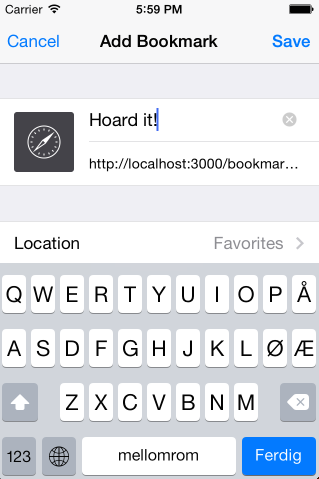 Carrier 5:59 PM
Cancel Add Bookmark Save
Hoard it!
http://localhost:3000/bookmar…
Location Favorites
Q W E R T Y U I O P Å
A S D F G H J K L Ø Æ
Z X C V B N M
123 mellomrom Ferdig